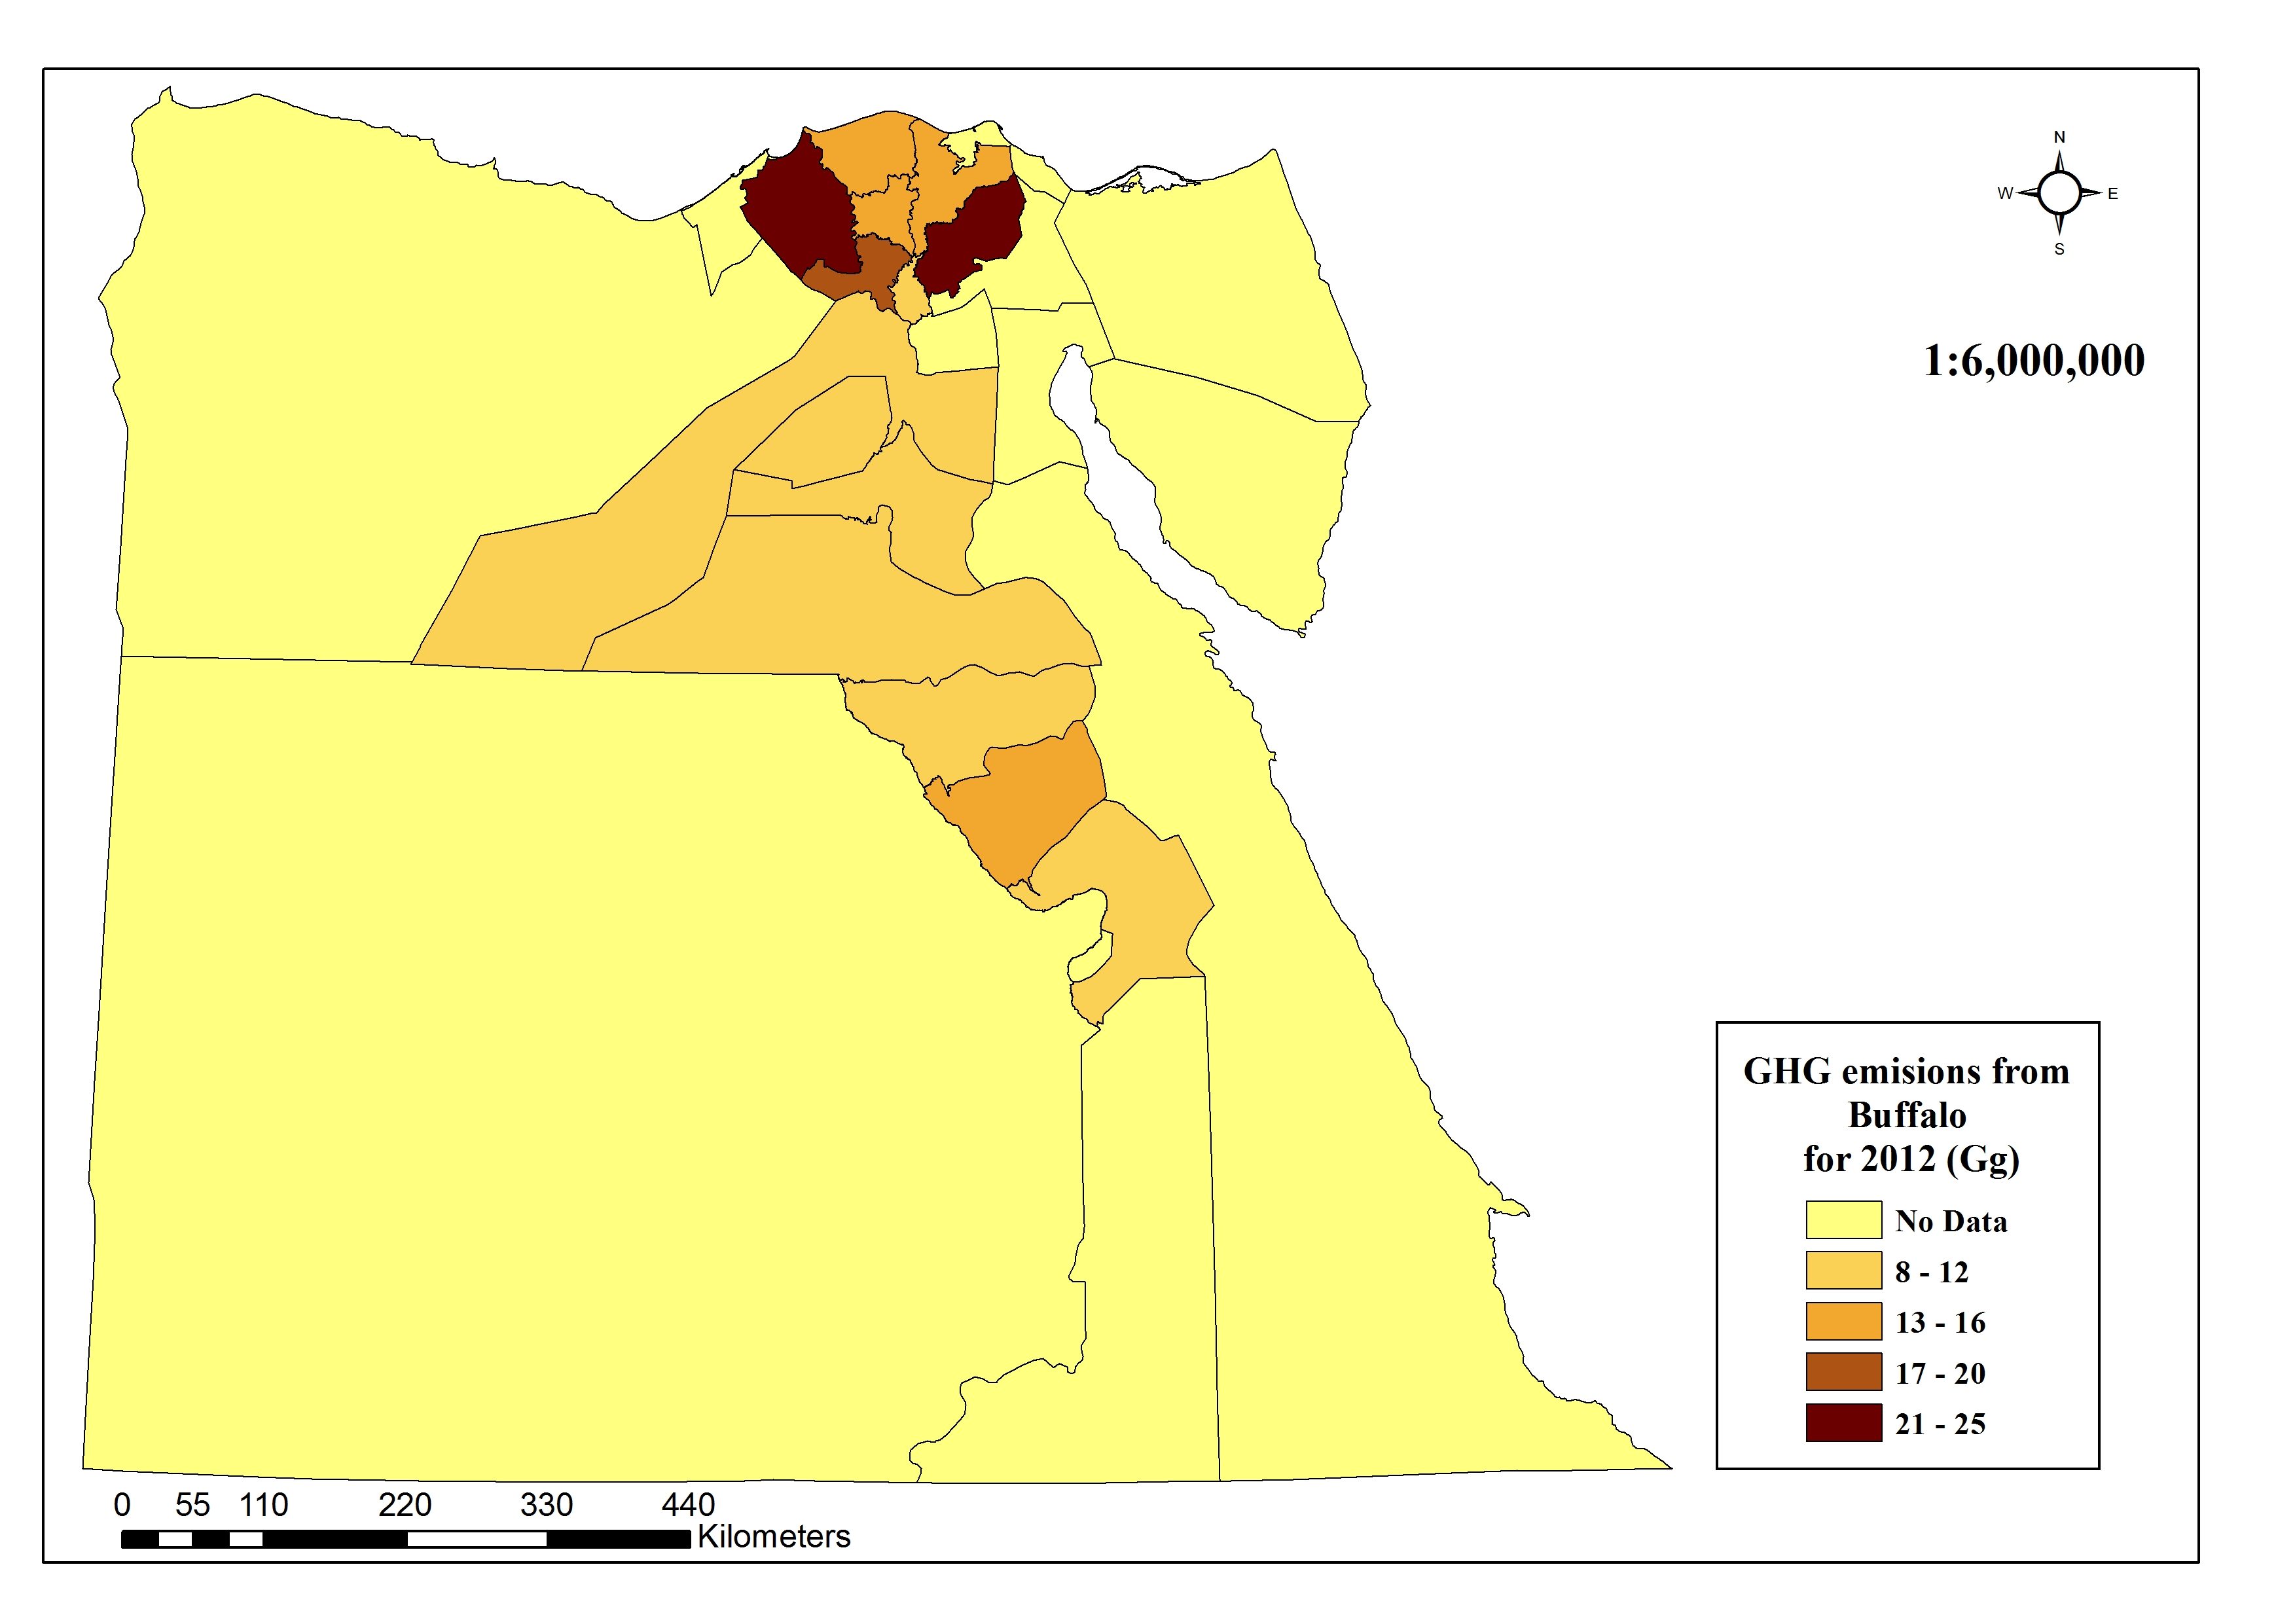 N
W E
S
1:6,000,000
GHG emisions from
Buffalo
for 2012 (Gg)
No Data
8 - 12
13 - 16
17 - 20
21 - 25
0 55 110 220 330 440
Kilometers